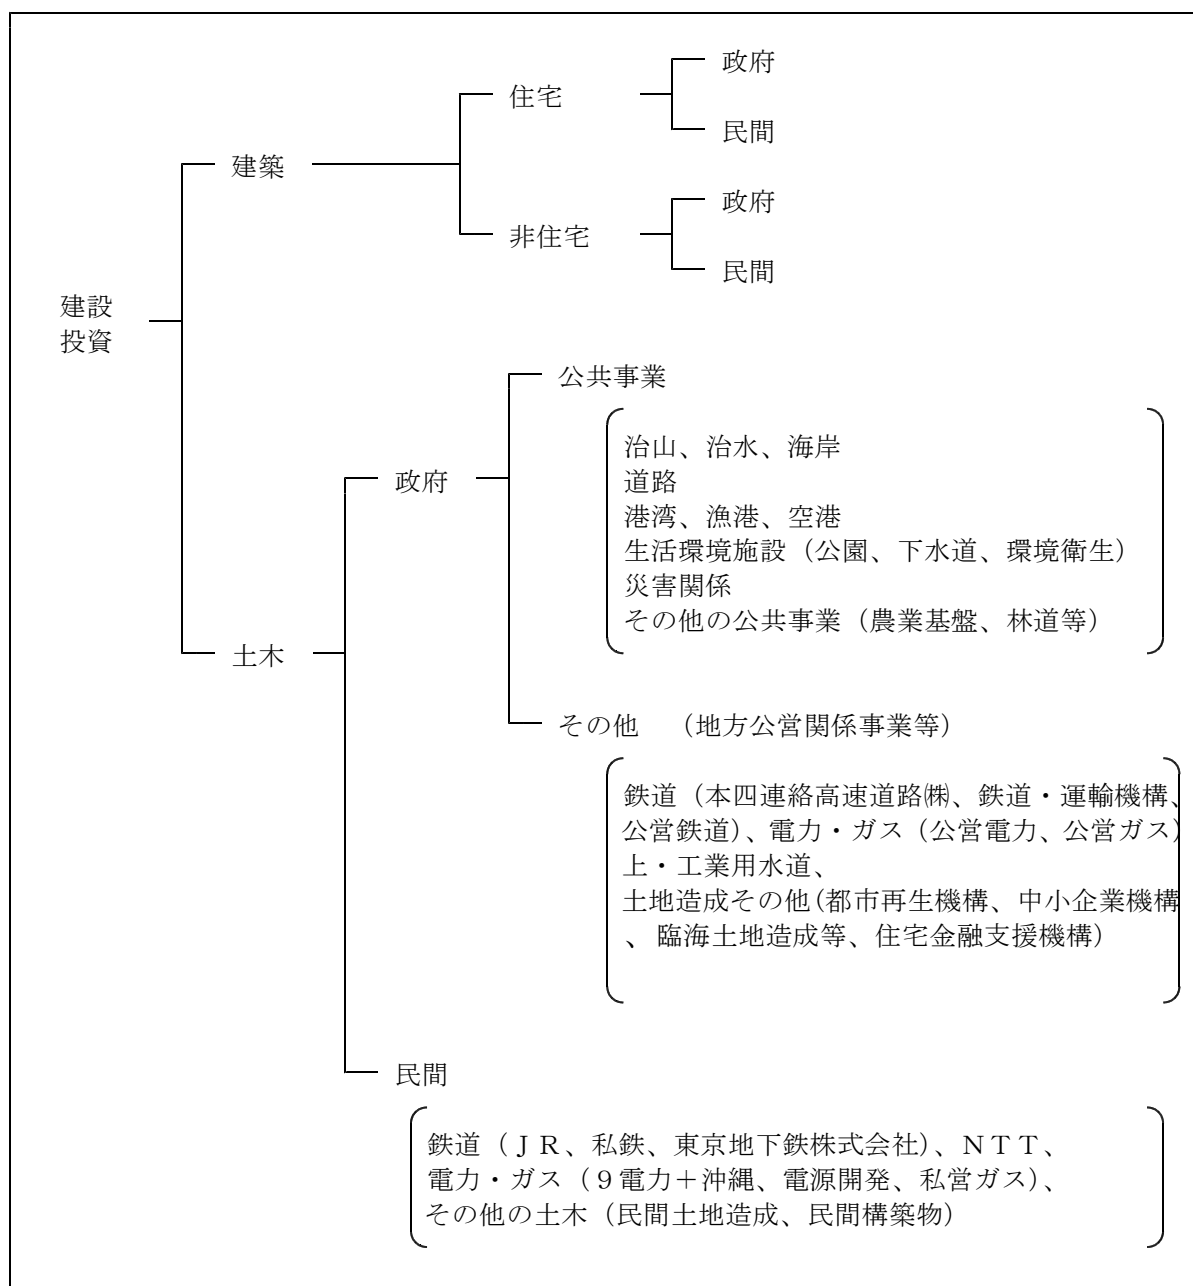 政府
住宅
民間
建築
政府
非住宅
民間
建設
投資
公共事業
治山、治水、海岸
道路
政府
港湾、漁港、空港
生活環境施設（公園、下水道、環境衛生）
災害関係
その他の公共事業（農業基盤、林道等）
土木
その他　（地方公営関係事業等）
鉄道（本四連絡高速道路㈱、鉄道・運輸機構、
公営鉄道）、電力・ガス（公営電力、公営ガス）
上・工業用水道、
土地造成その他（都市再生機構、中小企業機構
、臨海土地造成等、住宅金融支援機構）
民間
鉄道（ＪＲ、私鉄、東京地下鉄株式会社）、ＮＴＴ、
電力・ガス（９電力＋沖縄、電源開発、私営ガス）、
その他の土木（民間土地造成、民間構築物）